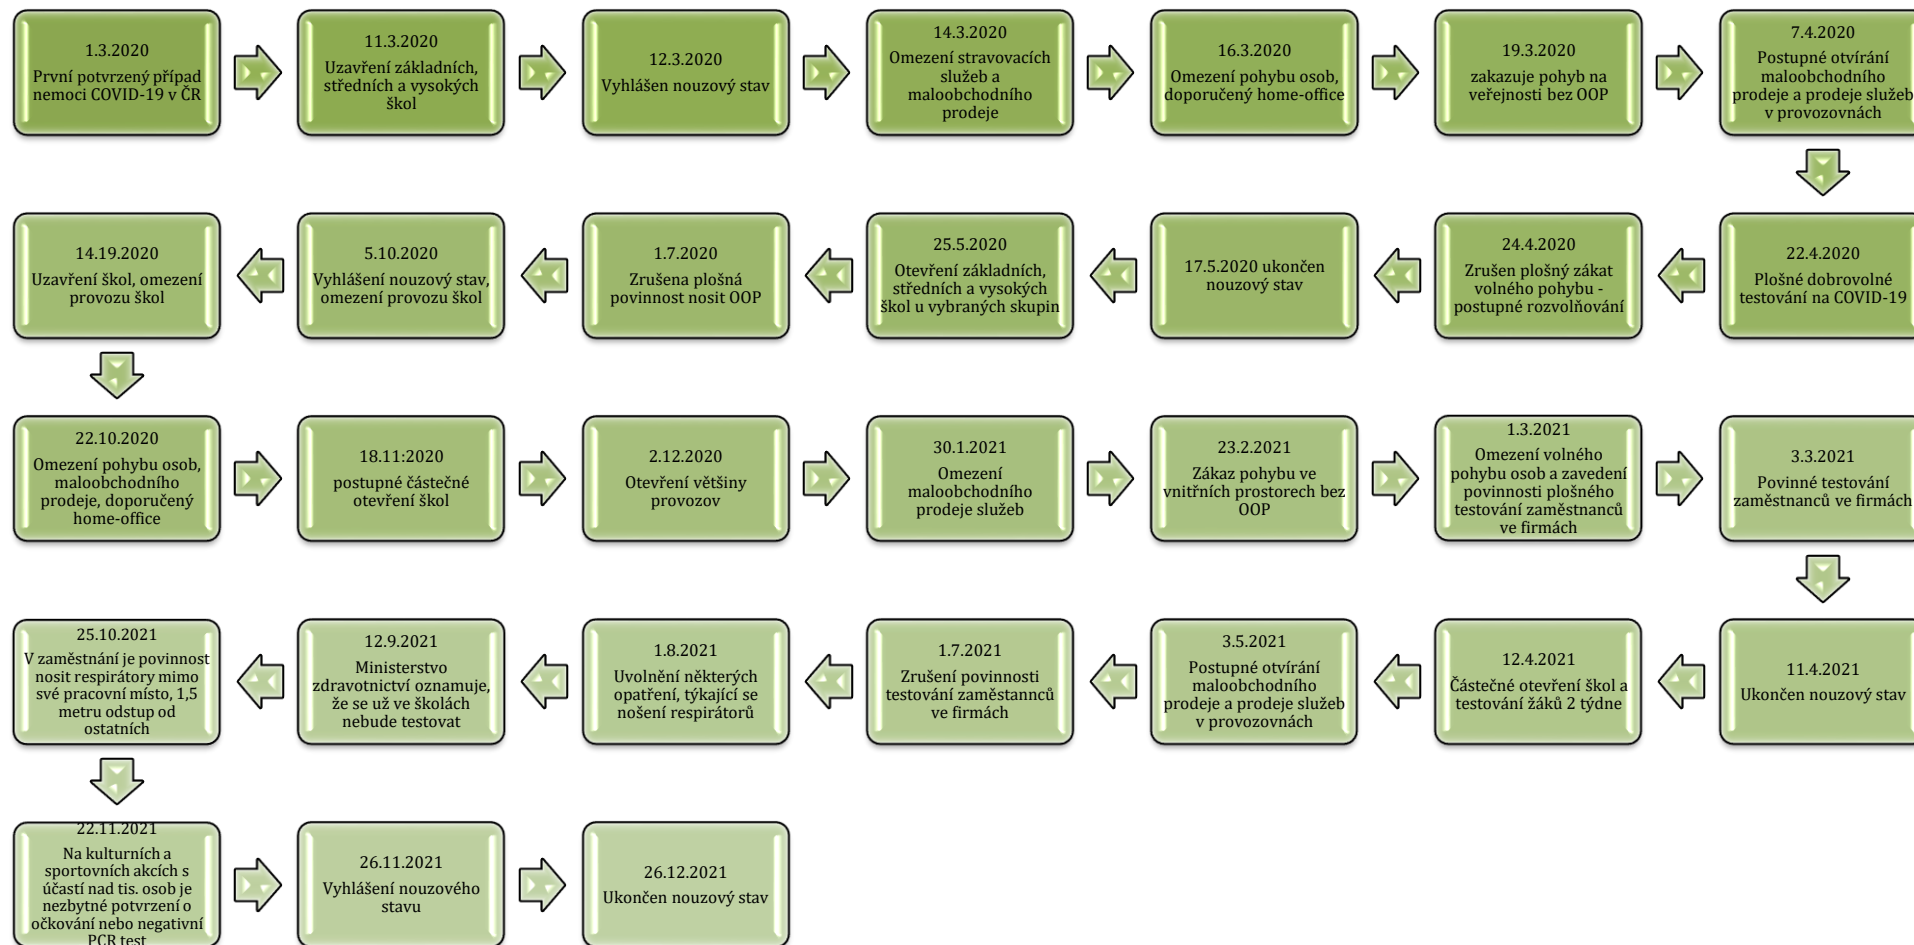 1.3.2020
První potvrzený případ
nemoci COVID-19 v ČR
11.3.2020
Uzavření základních,
středních a vysokých
škol
12.3.2020
Vyhlášen nouzový stav
14.3.2020
Omezení stravovacích
služeb a
maloobchodního
prodeje
16.3.2020
Omezení pohybu osob,
doporučený home-office
19.3.2020
zakazuje pohyb na
veřejnosti bez OOP
7.4.2020
Postupné otvírání
maloobchodního
prodeje a prodeje služeb
v provozovnách
22.4.2020
Plošné dobrovolné
testování na COVID-19
24.4.2020
Zrušen plošný zákat
volného pohybu -
postupné rozvolňování
17.5.2020 ukončen
nouzový stav
25.5.2020
Otevření základních,
středních a vysokých
škol u vybraných skupin
1.7.2020
Zrušena plošná
povinnost nosit OOP
5.10.2020
Vyhlášení nouzový stav,
omezení provozu škol
14.19.2020
Uzavření škol, omezení
provozu škol
22.10.2020
Omezení pohybu osob,
maloobchodního
prodeje, doporučený
home-office
18.11:2020
postupné částečné
otevření škol
2.12.2020
Otevření většiny
provozov
30.1.2021
Omezení
maloobchodního
prodeje služeb
23.2.2021
Zákaz pohybu ve
vnitřních prostorech bez
OOP
1.3.2021
Omezení volného
pohybu osob a zavedení
povinnosti plošného
testování zaměstnanců
ve firmách
3.3.2021
Povinné testování
zaměstnanců ve firmách
11.4.2021
Ukončen nouzový stav
12.4.2021
Částečné otevření škol a
testování žáků 2 týdne
3.5.2021
Postupné otvírání
maloobchodního
prodeje a prodeje služeb
v provozovnách
1.7.2021
Zrušení povinnosti
testování zaměstannců
ve firmách
1.8.2021
Uvolnění některých
opatření, týkající se
nošení respirátorů
12.9.2021
Ministerstvo
zdravotnictví oznamuje,
že se už ve školách
nebude testovat
25.10.2021
V zaměstnání je povinnost
nosit respirátory mimo
své pracovní místo, 1,5
metru odstup od
ostatních
22.11.2021
Na kulturních a
sportovních akcích s
účastí nad tis. osob je
nezbytné potvrzení o
očkování nebo negativní
PCR test
26.11.2021
Vyhlášení nouzového
stavu
26.12.2021
Ukončen nouzový stav